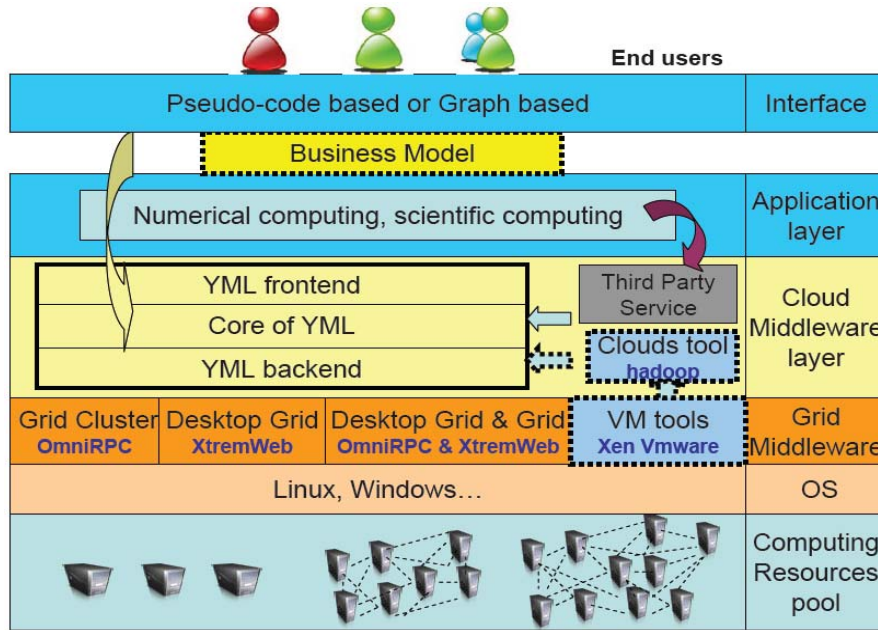 End users
Pseudo-code based or Graph based
Interface
Business Model
Numerical computing, scientific computing
Application
layer
YML frontend
Core of YML
YML backend
Third Party
Service
Clouds tool
hadoop
Cloud
Middleware
layer
Grid Cluster
OmniRPC
Desktop Grid
XtremWeb
Desktop Grid & Grid
OmniRPC & XtremWeb
VM tools
Xen Vmware
Grid
Middleware
Linux, Windows…
OS
Computing
Resources
pool